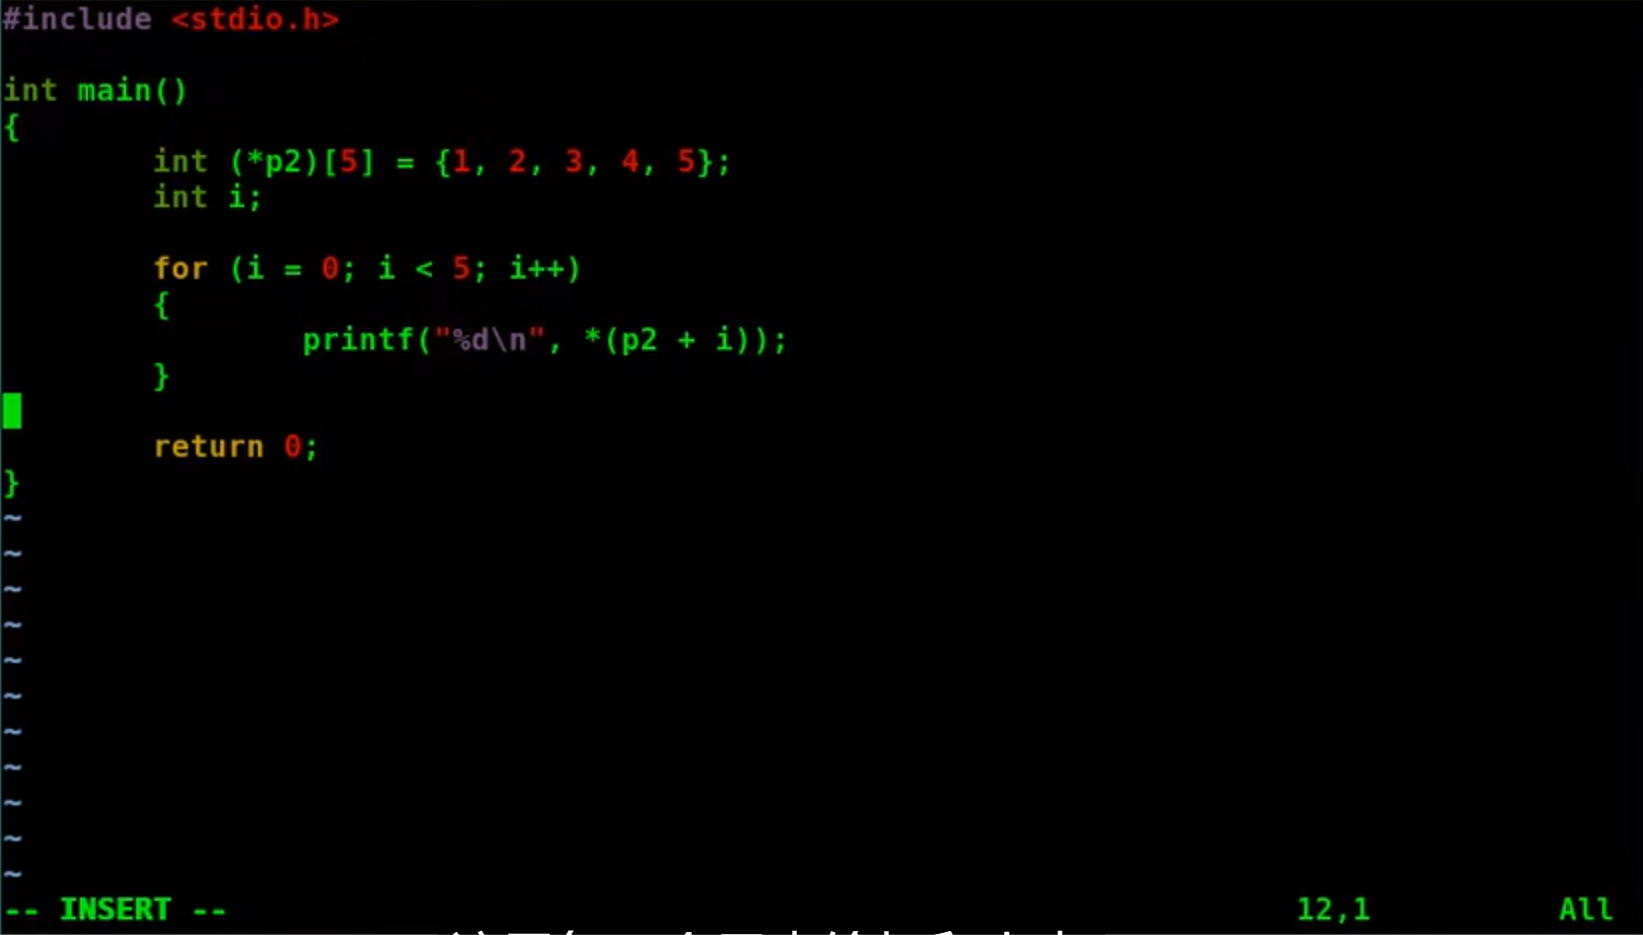 #include <stdio.h>
int main()
{
int (*p2)[5] = {1, 2, 3, 4, 5};
int i;
for (i = 0; i < 5; i++)
{
printf("%d\n", *(p2 + i));
}
return 0;
}
~
~
~
~
~
~
~
~
~
~
~
-- INSERT -- 12,1 All